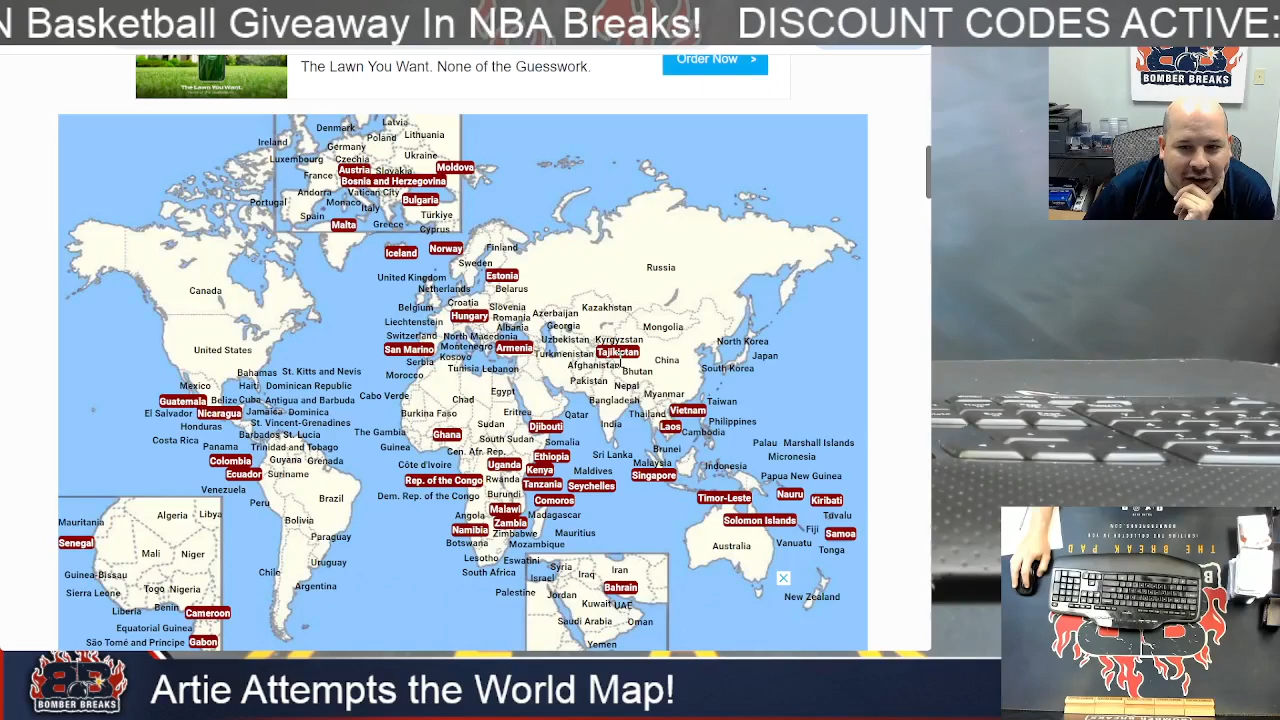 N Basketball Giveaway In NBA Breaks! DISCOUNT CODES ACTIVE:
The Lawn You Want.
The Lawn You Want. None of the Guesswork.
Order Now >
BOMBER BREAKS
Latvia
Denmark
Poland Lithuania
Ireland
Germany
Luxembourg Czechia Ukraine
Austria Slovakia Moldova
France
Bosnia and Herzegovina
Andorra Vatican City
Portugal Monaco Bulgaria
Italy
Spain Türkiye
Malta Greece Cyprus
Iceland Norway Finland
Sweden
Russia
United Kingdom Estonia
Netherlands Belarus
Canada
Belgium Croatia Slovenia Azerbaijan Kazakhstan
Liechtenstein Hungary Romania
Albania Georgia Mongolia
Switzerland North Macedonia Uzbekistan Kyrgyzstan North Korea
San Marino Montenegro Armenia Turkmenistan Tajikistan
United States Serbia Kosovo China Japan
Tunisia Lebanon Afghanistan Bhutan South Korea
Bahamas St. Kitts and Nevis Morocco
Mexico Haiti Dominican Republic Pakistan Nepal
Cabo Verde Chad Egypt Myanmar
Guatemala Belize Cuba Antigua and Barbuda Bangladesh Taiwan
El Salvador Nicaragua Jamaica Dominica Burkina Faso Eritrea Qatar Thailand Vietnam
Honduras St. Vincent-Grenadines Sudan Djibouti India Laos Philippines
Costa Rica Barbados St. Lucia The Gambia Ghana South Sudan Somalia Cambodia
Panama Trinidad and Tobago Guinea Cen. Afr. Rep. Sri Lanka Brunei Palau Marshall Islands
Colombia Guyana Grenada Côte d'Ivoire Uganda Ethiopia Maldives Malaysia Indonesia Micronesia
Ecuador Suriname Rep. of the Congo Rwanda Kenya Seychelles Singapore Papua New Guinea
Venezuela Dem. Rep. of the Congo Burundi Tanzania Timor-Leste Nauru Kiribati
Peru Brazil Comoros
Angola Malawi Madagascar Tuvalu
Bolivia Zambia Solomon Islands
Namibia Zimbabwe Mauritius Fiji Samoa
Paraguay Botswana Mozambique Australia Vanuatu Tonga
Uruguay Lesotho Eswatini
Chile South Africa
Argentina New Zealand
Mauritania Algeria Libya
Senegal
Mali Niger
Guinea-Bissau
Sierra Leone Togo Nigeria
Liberia Benin Cameroon
Equatorial Guinea
São Tomé and Príncipe Gabon
Syria Iran
Israel Iraq
Palestine Jordan Bahrain
Kuwait UAE
Saudi Arabia Oman
Yemen
THE BREAK PAD
BOMBER BREAKS
Artie Attempts the World Map!